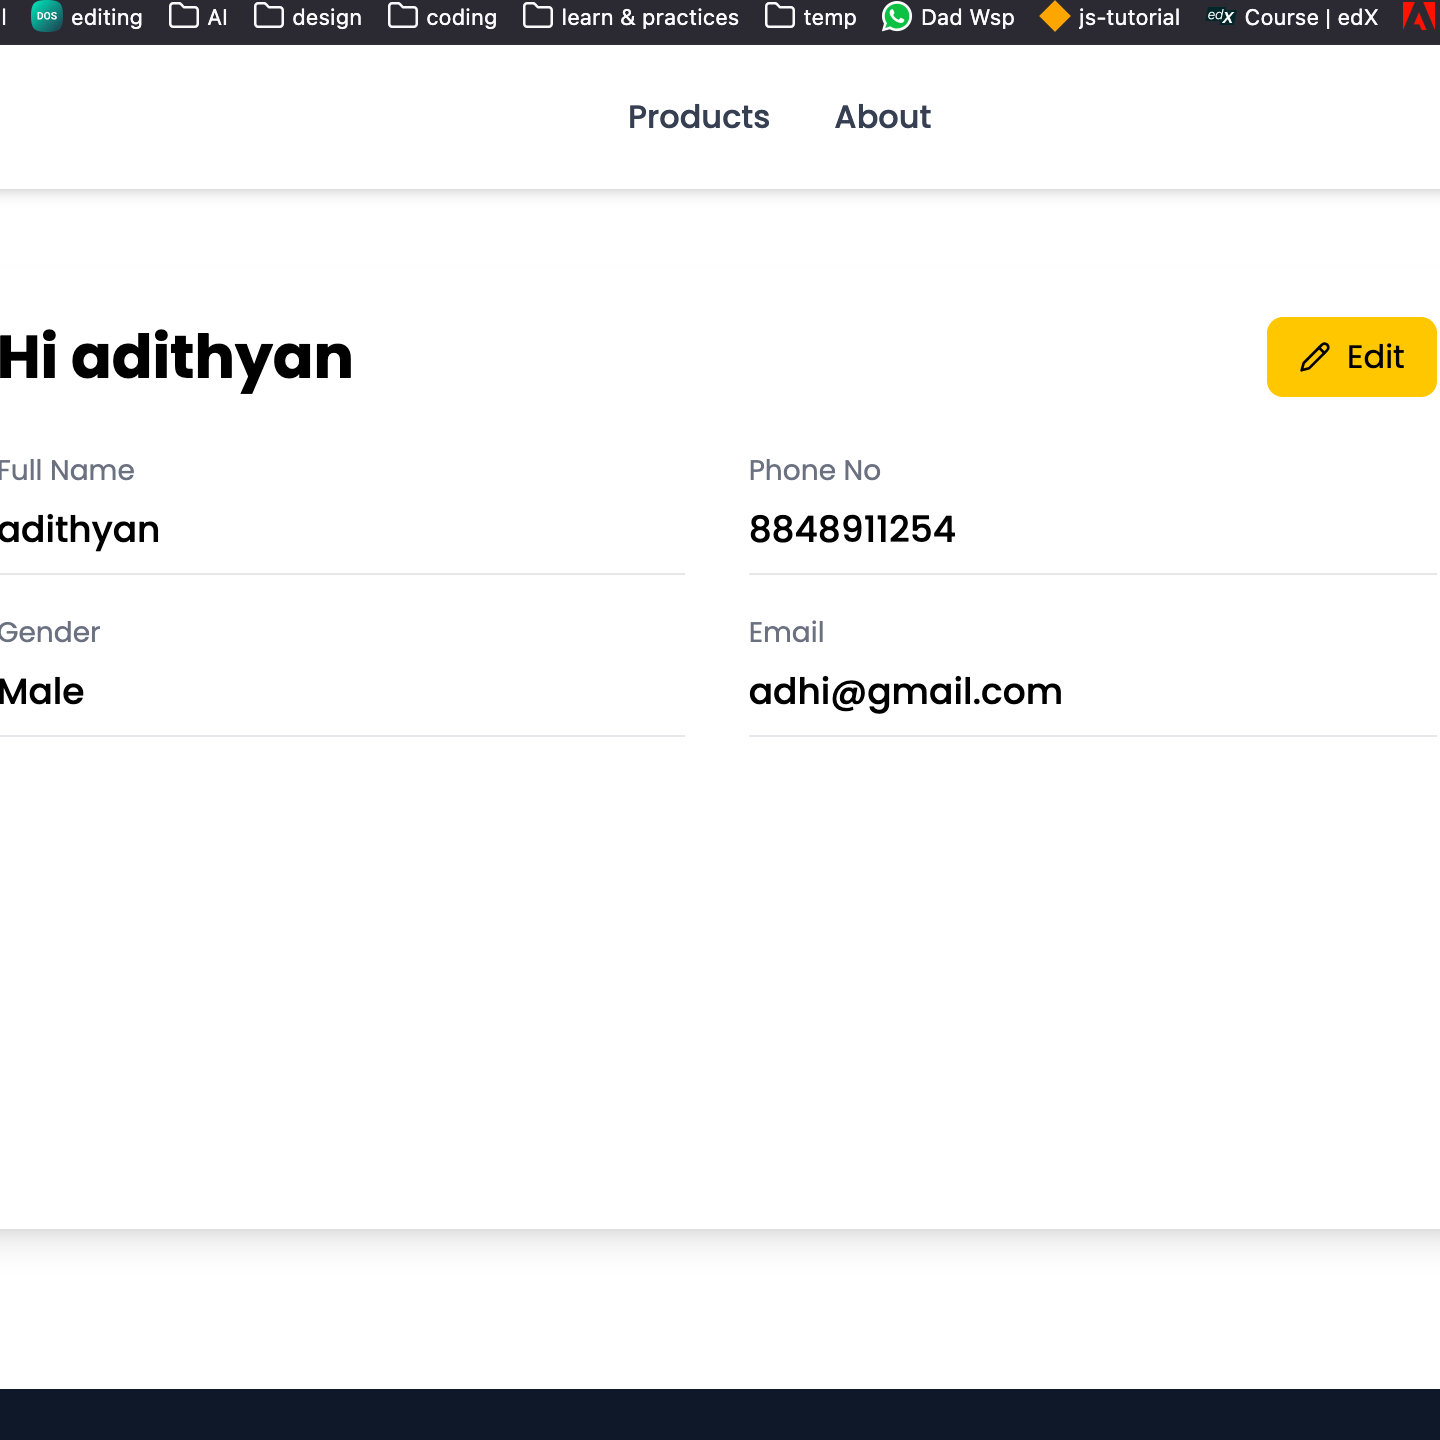 l DOS editing AI design coding learn & practices temp Dad Wsp js-tutorial edX Course | edX
Products About
Hi adithyan Edit
Full Name Phone No
adithyan 8848911254
Gender Email
Male adhi@gmail.com